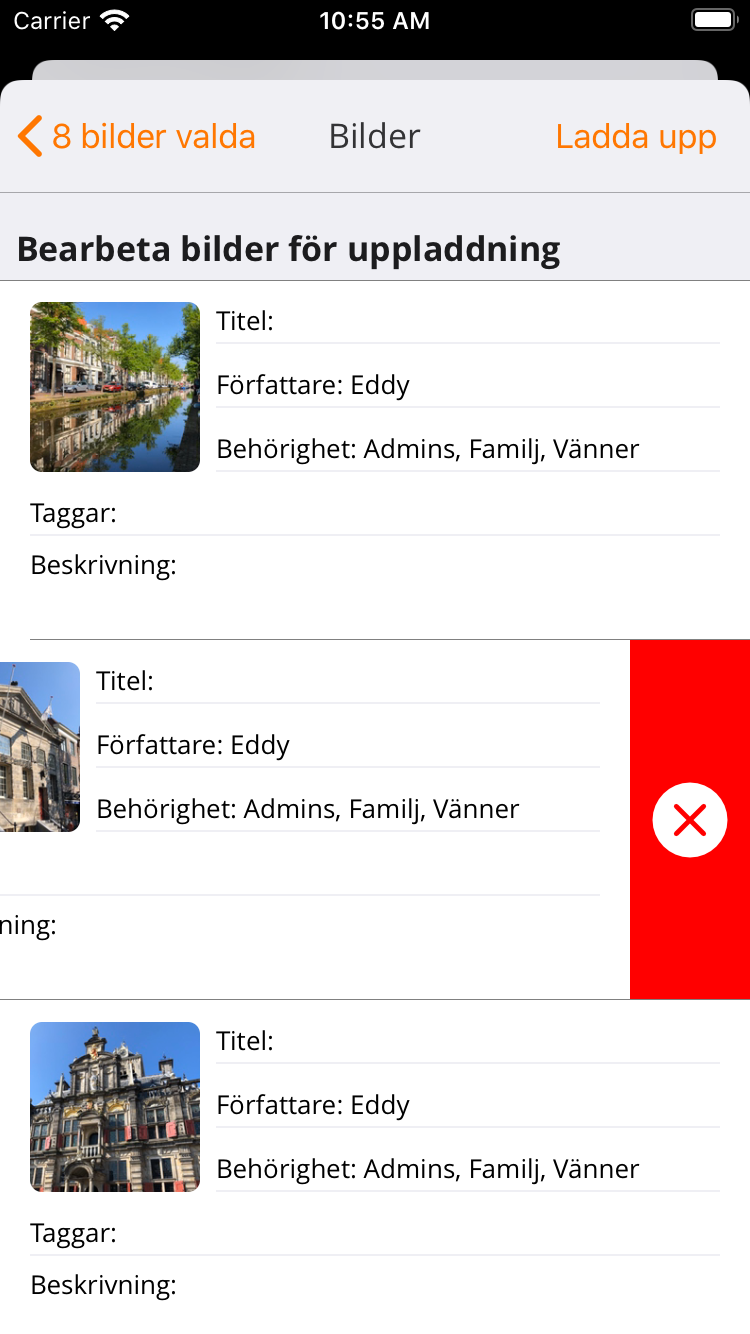 Carrier 10:55 AM
8 bilder valda Bilder Ladda upp
Bearbeta bilder för uppladdning
Titel:
Författare: Eddy
Behörighet: Admins, Familj, Vänner
Taggar:
Beskrivning:
Titel:
Författare: Eddy
Behörighet: Admins, Familj, Vänner
ning:
Titel:
Författare: Eddy
Behörighet: Admins, Familj, Vänner
Taggar:
Beskrivning: